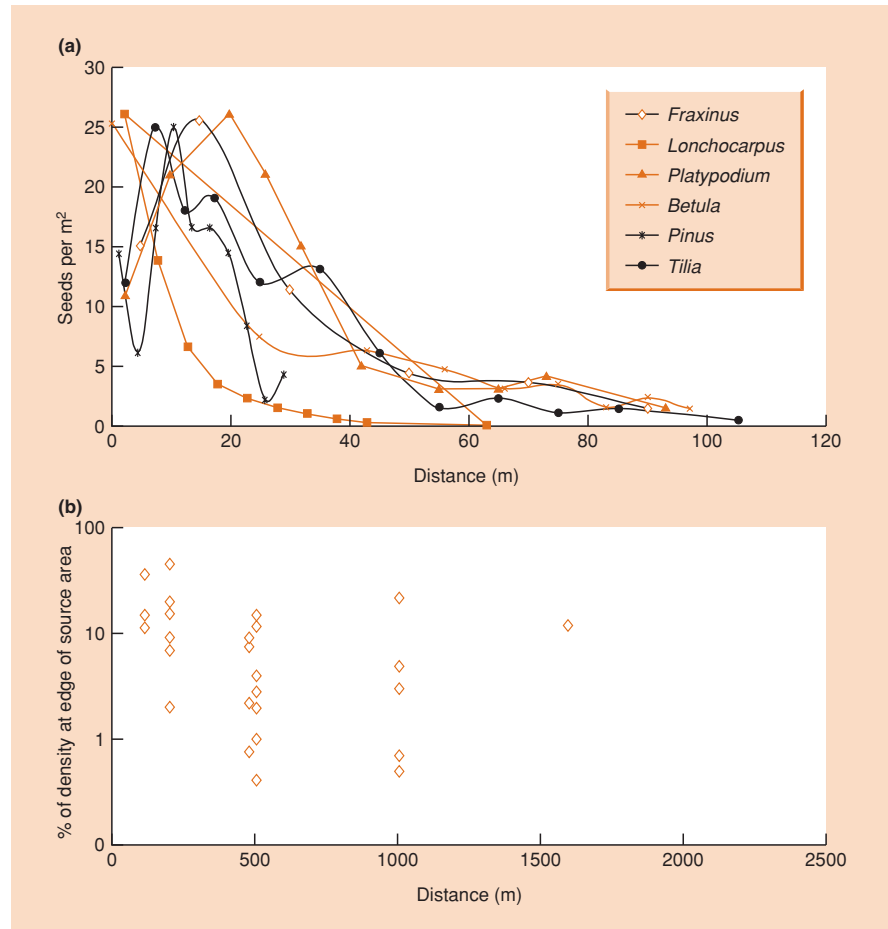 (a)
30
25
20
15
10
5
0
Seeds per m²
0 20 40 60 80 100 120
Distance (m)
Fraxinus
Lonchocarpus
Platypodium
Betula
Pinus
Tilia
(b)
100
10
1
0
% of density at edge of source area
0 500 1000 1500 2000 2500
Distance (m)